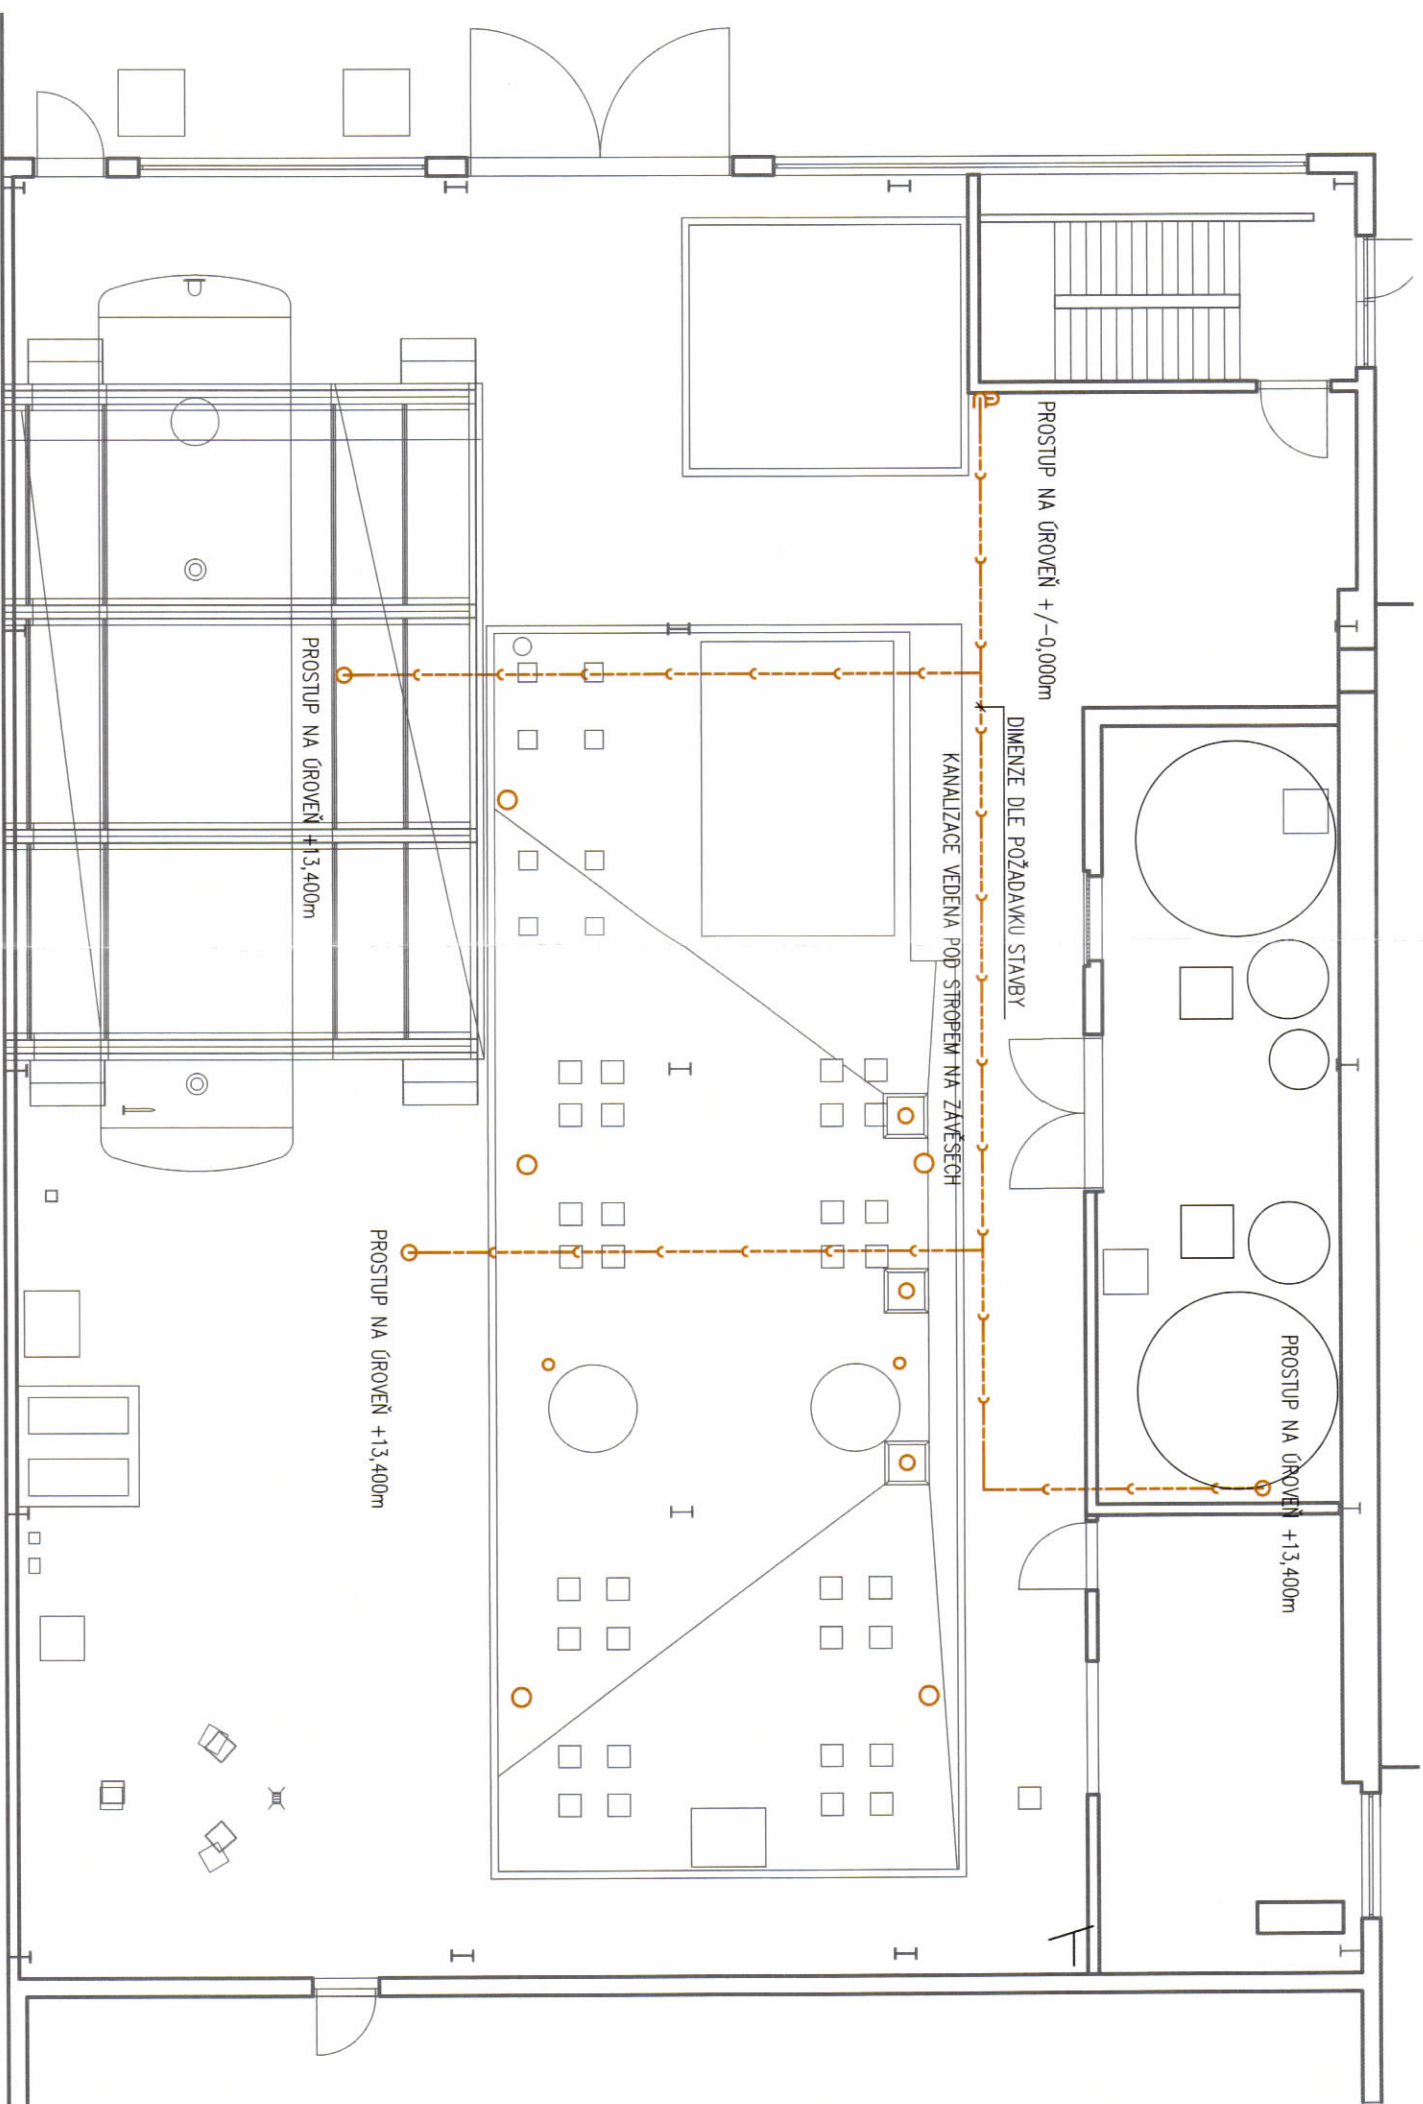 PROSTUP NA ÚROVEŇ +13,400m
PROSTUP NA ÚROVEŇ +/-0,000m
DIMENZE DLE POŽADAVKU STAVBY
KANALIZACE VEDENA POD STROPEM NA ZÁVĚSECH
PROSTUP NA ÚROVEŇ +13,400m
PROSTUP NA ÚROVEŇ +13,400m